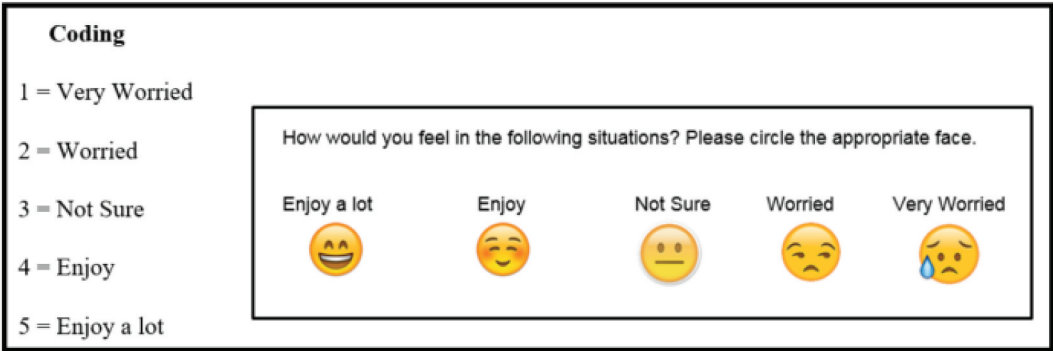 Coding
1 = Very Worried
2 = Worried
3 = Not Sure
4 = Enjoy
5 = Enjoy a lot
How would you feel in the following situations? Please circle the appropriate face.
Enjoy a lot Enjoy Not Sure Worried Very Worried